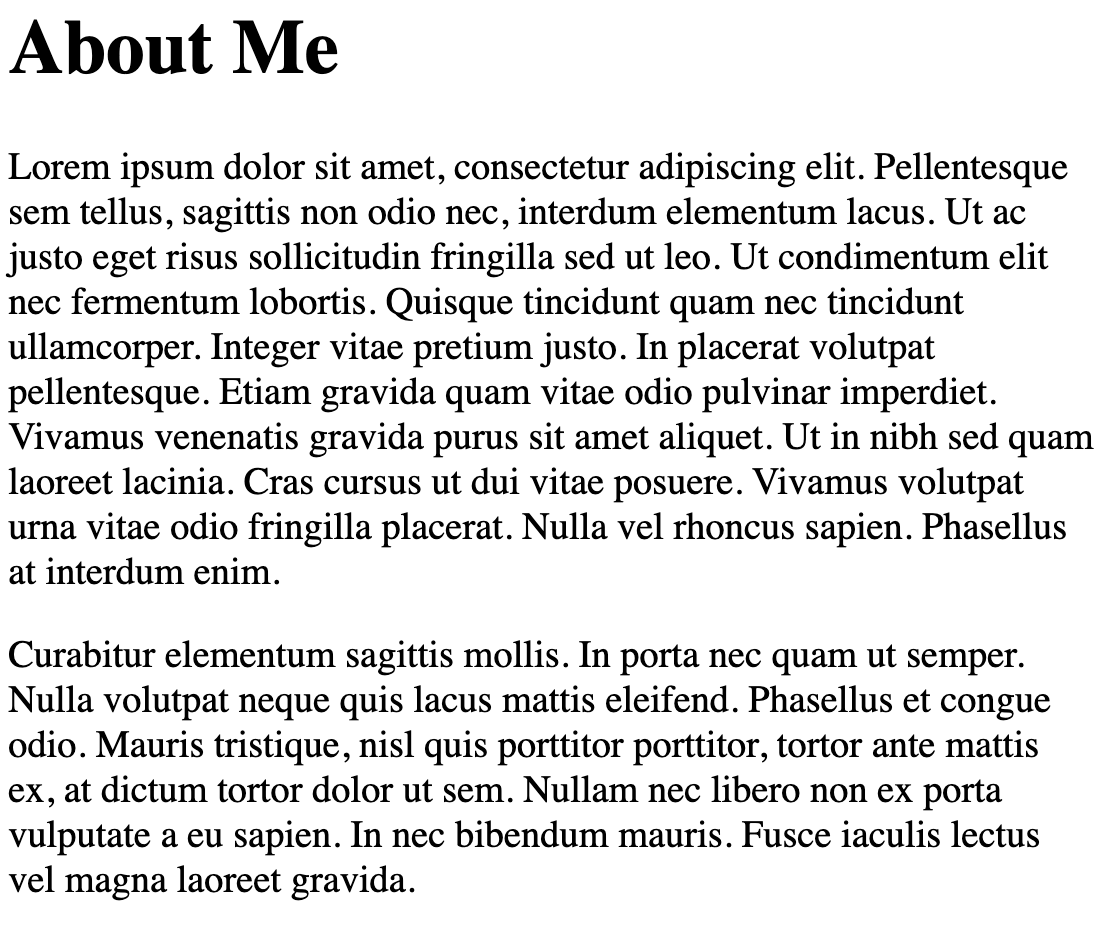 About Me
Lorem ipsum dolor sit amet, consectetur adipiscing elit. Pellentesque
sem tellus, sagittis non odio nec, interdum elementum lacus. Ut ac
justo eget risus sollicitudin fringilla sed ut leo. Ut condimentum elit
nec fermentum lobortis. Quisque tincidunt quam nec tincidunt
ullamcorper. Integer vitae pretium justo. In placerat volutpat
pellentesque. Etiam gravida quam vitae odio pulvinar imperdiet.
Vivamus venenatis gravida purus sit amet aliquet. Ut in nibh sed quam
laoreet lacinia. Cras cursus ut dui vitae posuere. Vivamus volutpat
urna vitae odio fringilla placerat. Nulla vel rhoncus sapien. Phasellus
at interdum enim.
Curabitur elementum sagittis mollis. In porta nec quam ut semper.
Nulla volutpat neque quis lacus mattis eleifend. Phasellus et congue
odio. Mauris tristique, nisl quis porttitor porttitor, tortor ante mattis
ex, at dictum tortor dolor ut sem. Nullam nec libero non ex porta
vulputate a eu sapien. In nec bibendum mauris. Fusce iaculis lectus
vel magna laoreet gravida.